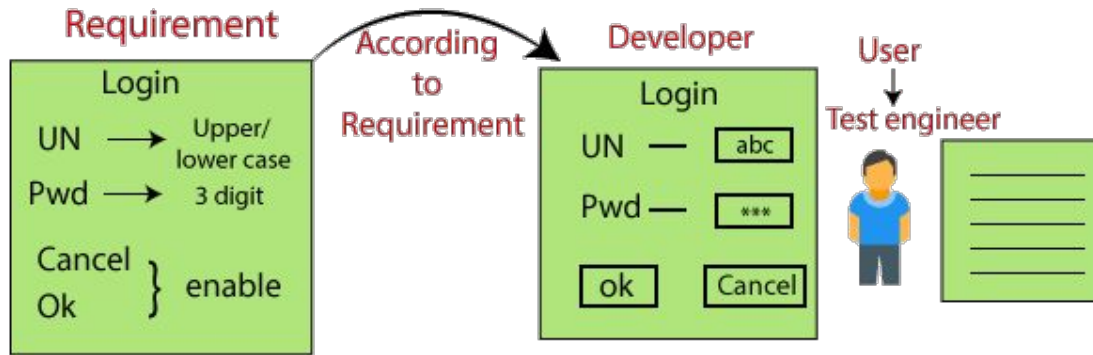 Requirement
Login
UN
Upper/
lower case
Pwd
3 digit
Cancel
Ok
} enable
According
to
Requirement
Developer
Login
UN
abc
Pwd
***
ok
Cancel
User
Test engineer